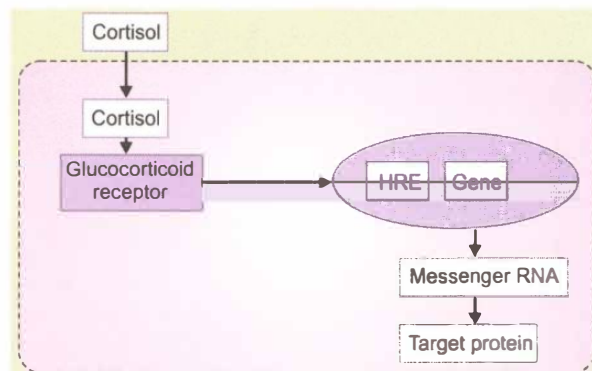 Cortisol
Cortisol
Glucocorticoid
receptor
HRE Gene
Messenger RNA
Target protein